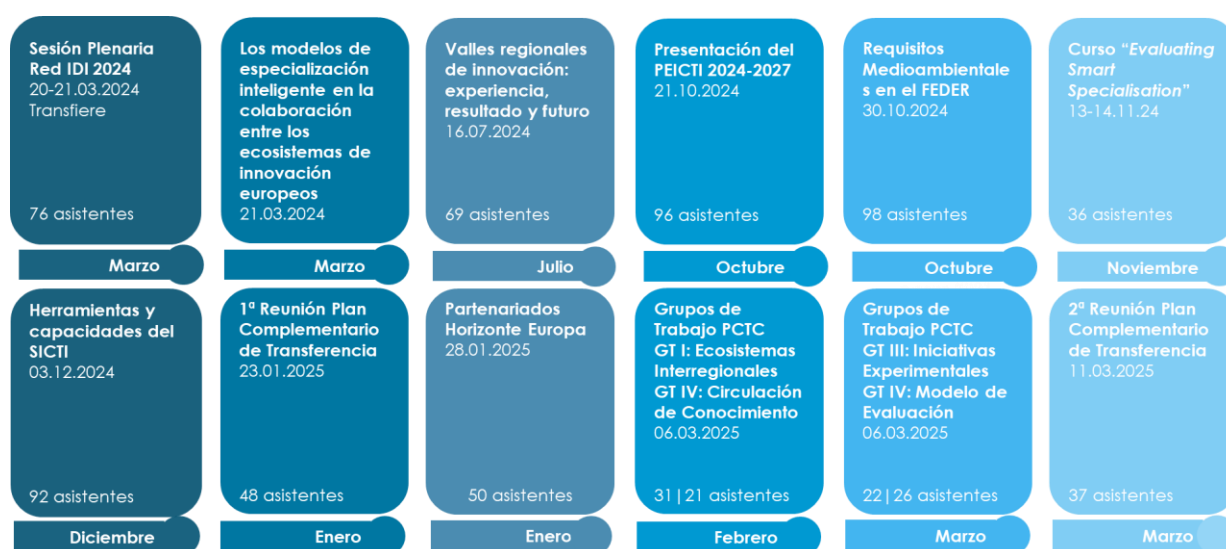 Sesión Plenaria
Red IDI 2024
20-21.03.2024
Transfiere
76 asistentes
Marzo
Los modelos de
especialización
inteligente en la
colaboración
entre los
ecosistemas de
innovación
europeos
21.03.2024
Marzo
Valles regionales
de innovación:
experiencia,
resultado y futuro
16.07.2024
69 asistentes
Julio
Presentación del
PEICTI 2024-2027
21.10.2024
96 asistentes
Octubre
Requisitos
Medioambientale
s en el FEDER
30.10.2024
98 asistentes
Octubre
Curso “Evaluating
Smart
Specialisation”
13-14.11.24
36 asistentes
Noviembre
Herramientas y
capacidades del
SICTI
03.12.2024
92 asistentes
Diciembre
1ª Reunión Plan
Complementario
de Transferencia
23.01.2025
48 asistentes
Enero
Partenariados
Horizonte Europa
28.01.2025
50 asistentes
Enero
Grupos de
Trabajo PCTC
GT I: Ecosistemas
Interregionales
GT IV: Circulación
de Conocimiento
06.03.2025
31|21 asistentes
Febrero
Grupos de
Trabajo PCTC
GT III: Iniciativas
Experimentales
GT IV: Modelo de
Evaluación
06.03.2025
22|26 asistentes
Marzo
2ª Reunión Plan
Complementario
de Transferencia
11.03.2025
37 asistentes
Marzo